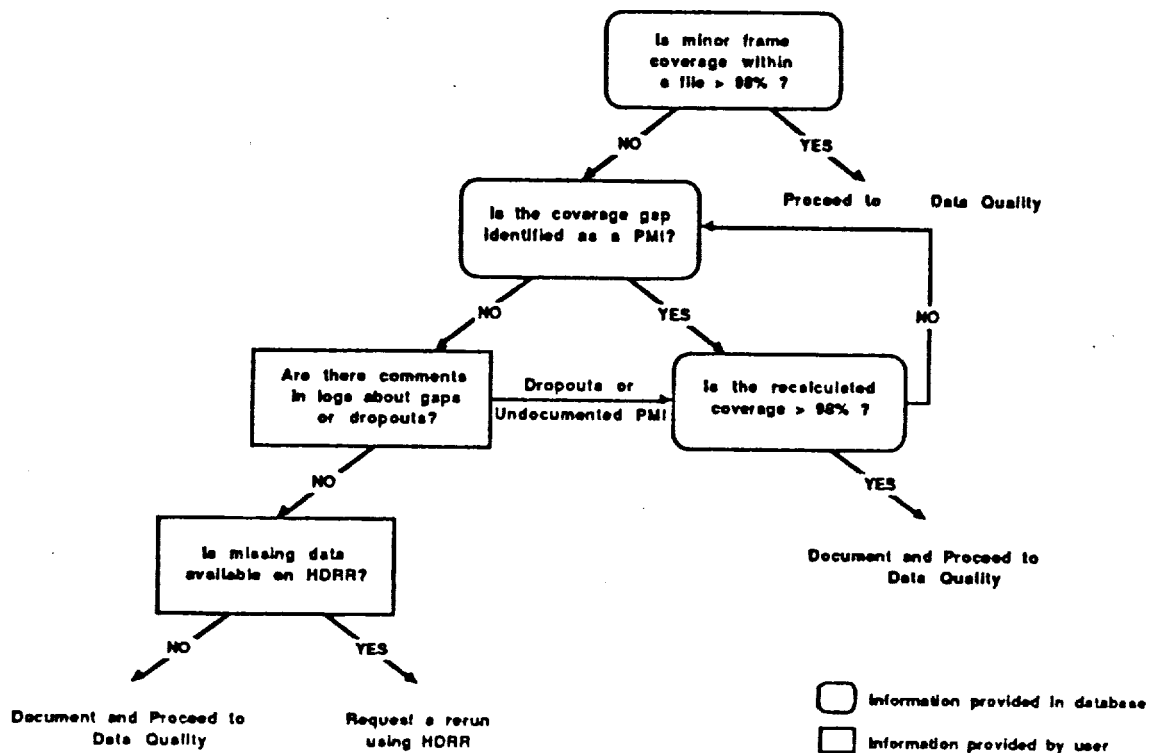 Is minor frame
coverage within
a file > 98% ?
NO
YES
Proceed to Data Quality
Is the coverage gap
identified as a PMI?
NO
YES
NO
Are there comments
in logs about gaps
or dropouts?
Dropouts or
Undocumented PMI
Is the recalculated
coverage > 98% ?
NO
YES
Is missing data
available on HDRR?
Document and Proceed to
Data Quality
NO
YES
Document and Proceed to
Data Quality
Request a rerun
using HDRR
Information provided in database
Information provided by user